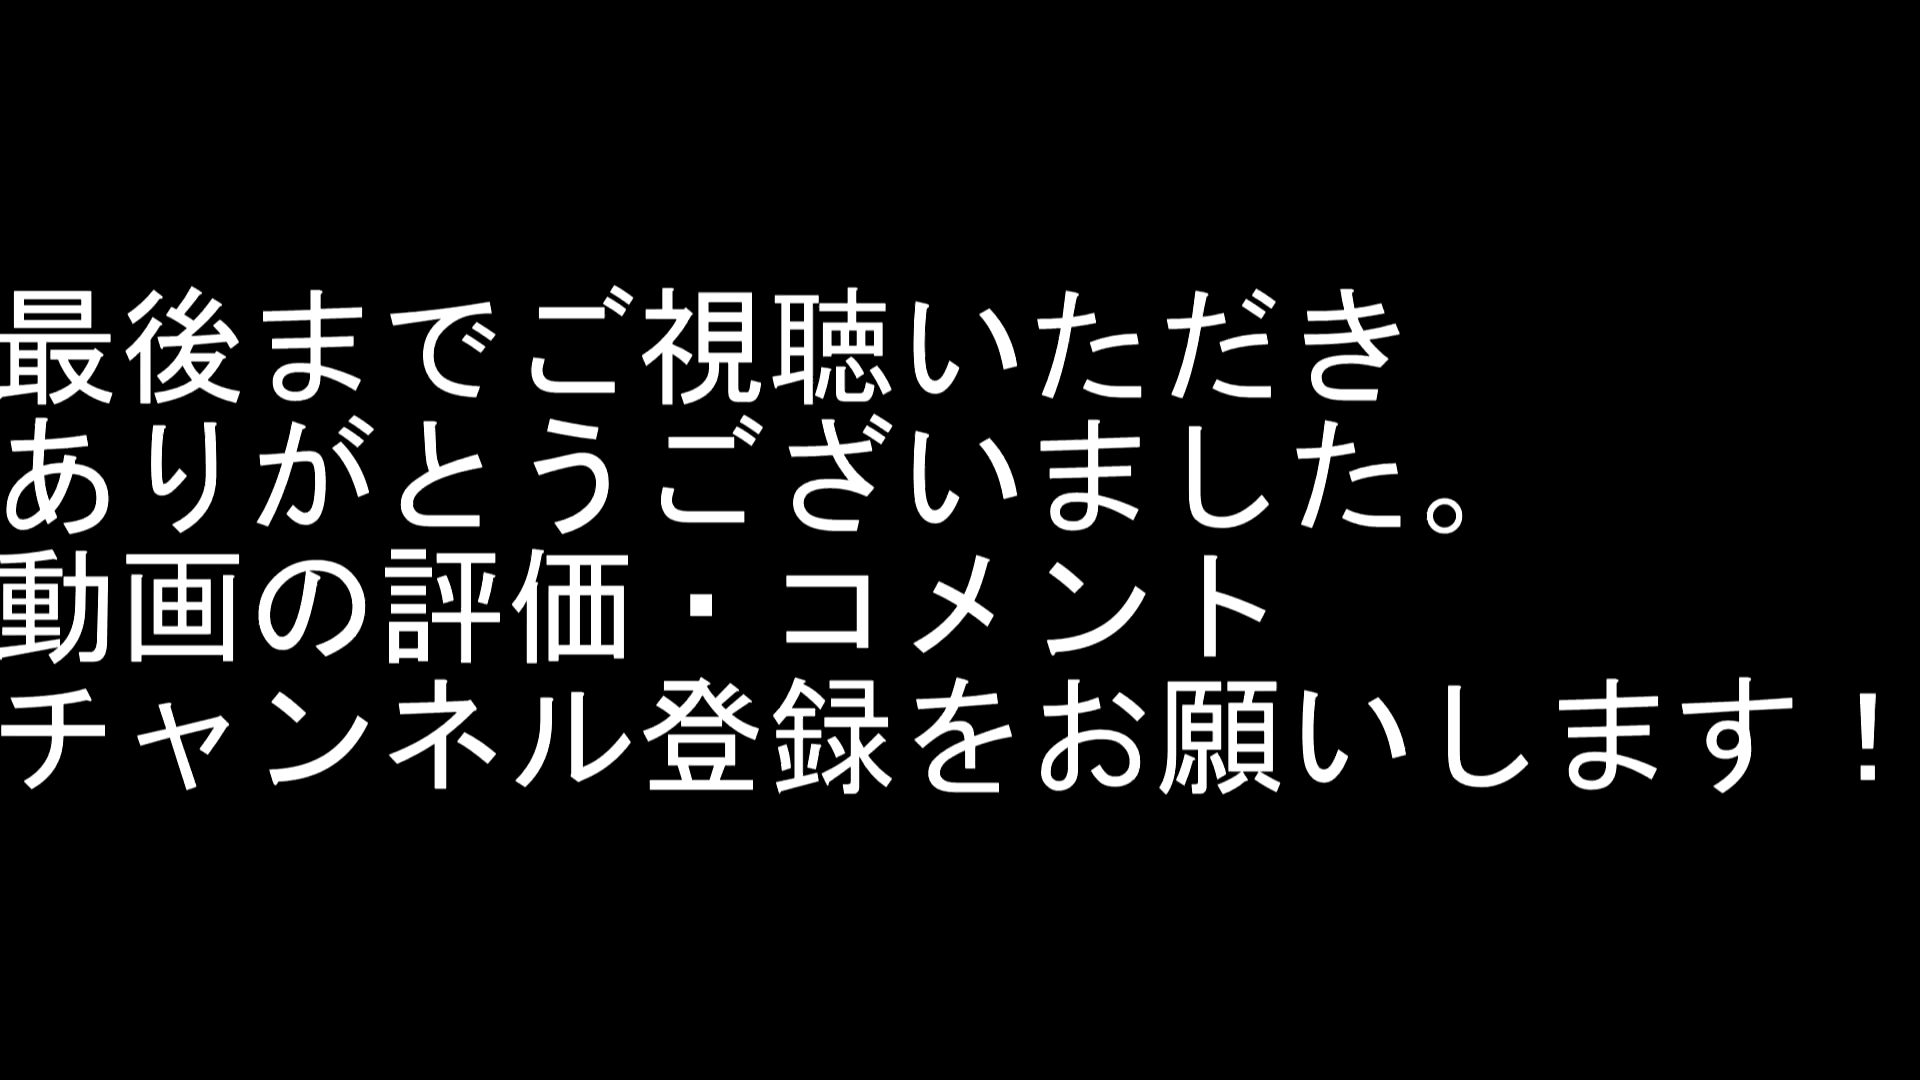 最後までご視聴いただき
ありがとうございました。
動画の評価・コメント
チャンネル登録をお願いします！